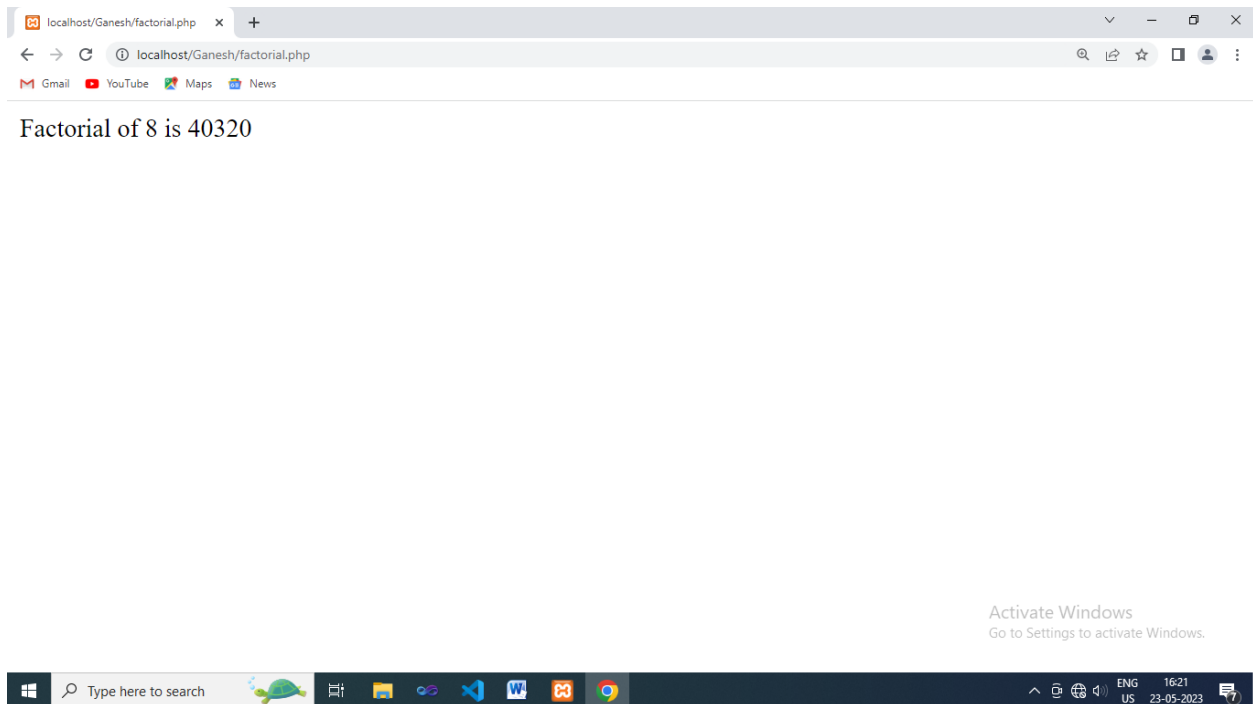 localhost/Ganesh/factorial.php
localhost/Ganesh/factorial.php
Gmail YouTube Maps News
Factorial of 8 is 40320
Activate Windows
Go to Settings to activate Windows.
Type here to search
ENG 16:21
US 23-05-2023 7